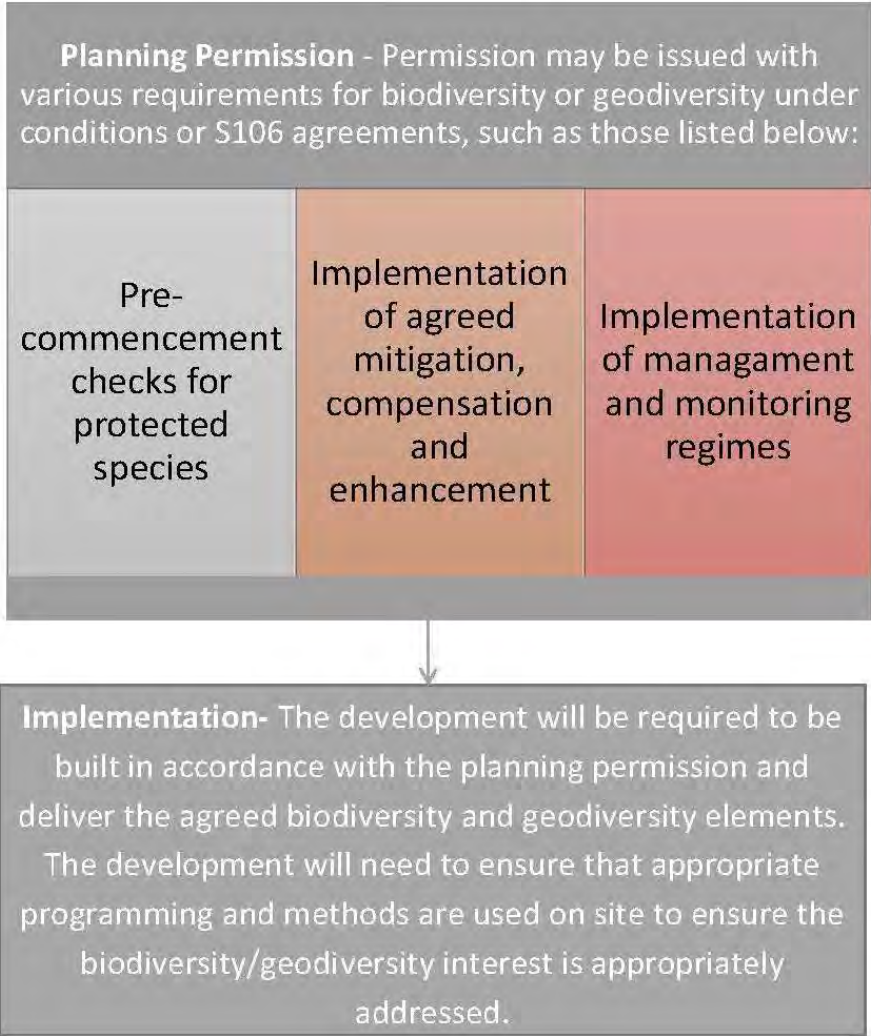 Planning Permission - Permission may be issued with
various requirements for biodiversity or geodiversity under
conditions or S106 agreements, such as those listed below:
Pre-
commencement
checks for
protected
species
Implementation
of agreed
mitigation,
compensation
and
enhancement
Implementation
of managament
and monitoring
regimes
Implementation- The development will be required to be
built in accordance with the planning permission and
deliver the agreed biodiversity and geodiversity elements.
The development will need to ensure that appropriate
programming and methods are used on site to ensure the
biodiversity/geodiversity interest is appropriately
addressed.